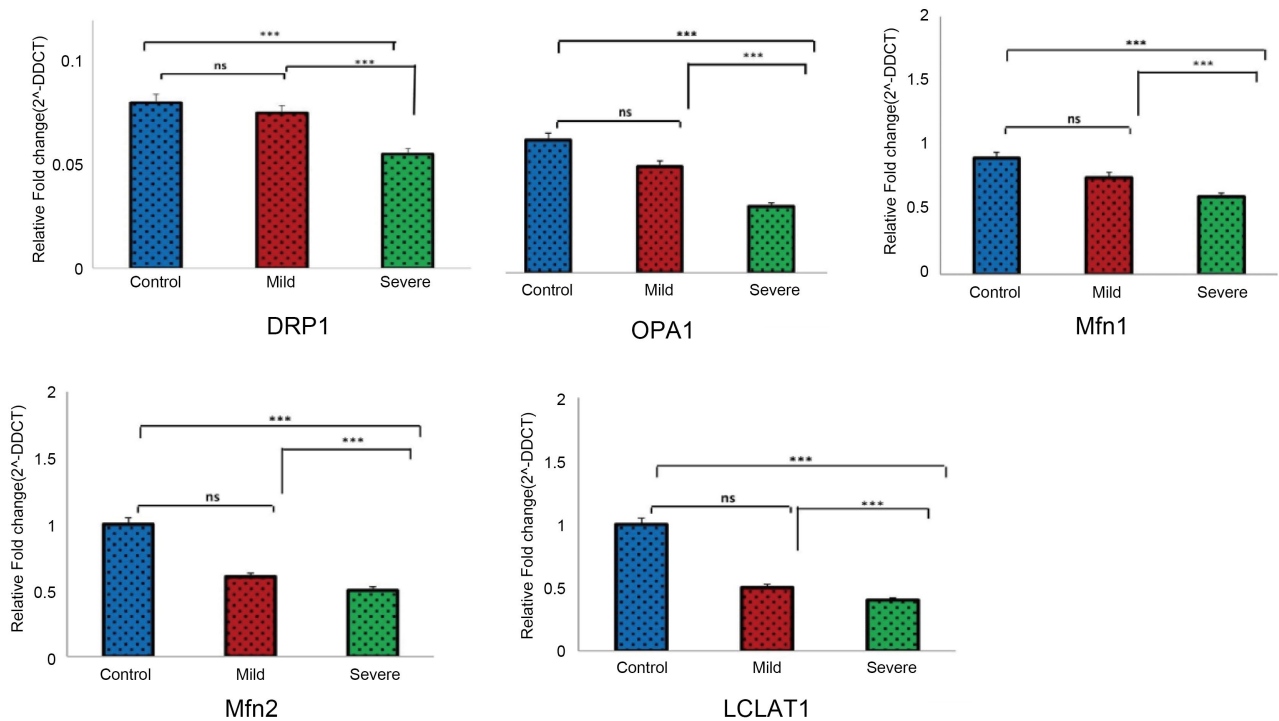 Relative Fold change(2^-DDCT)
0.1
0.05
0
***
ns
***
Control Mild Severe
DRP1
***
***
ns
Control Mild Severe
OPA1
Relative Fold change(2^-DDCT)
2
1.5
1
0.5
0
***
***
ns
Control Mild Severe
Mfn1
Relative Fold change(2^-DDCT)
2
1.5
1
0.5
0
***
***
ns
Control Mild Severe
Mfn2
Relative Fold change(2^-DDCT)
2
1.5
1
0.5
0
***
ns
***
Control Mild Severe
LCLAT1